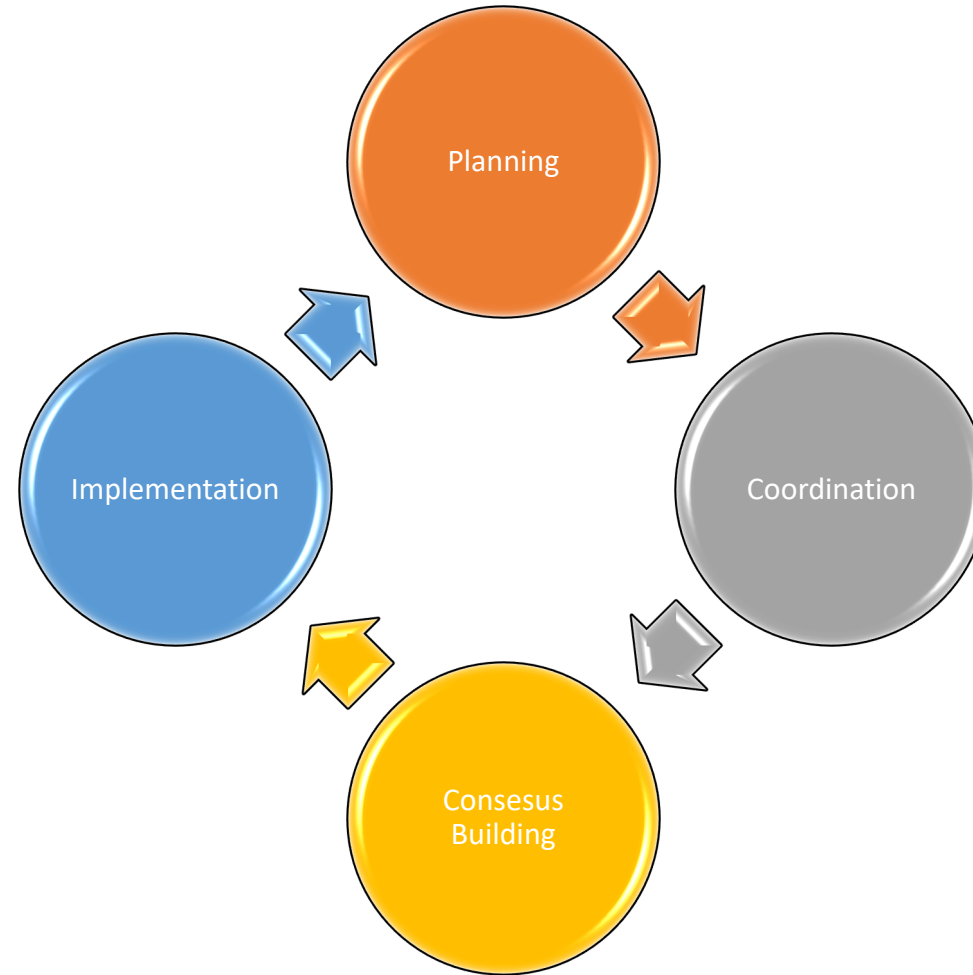 Planning
Implementation
Coordination
Consesus
Building